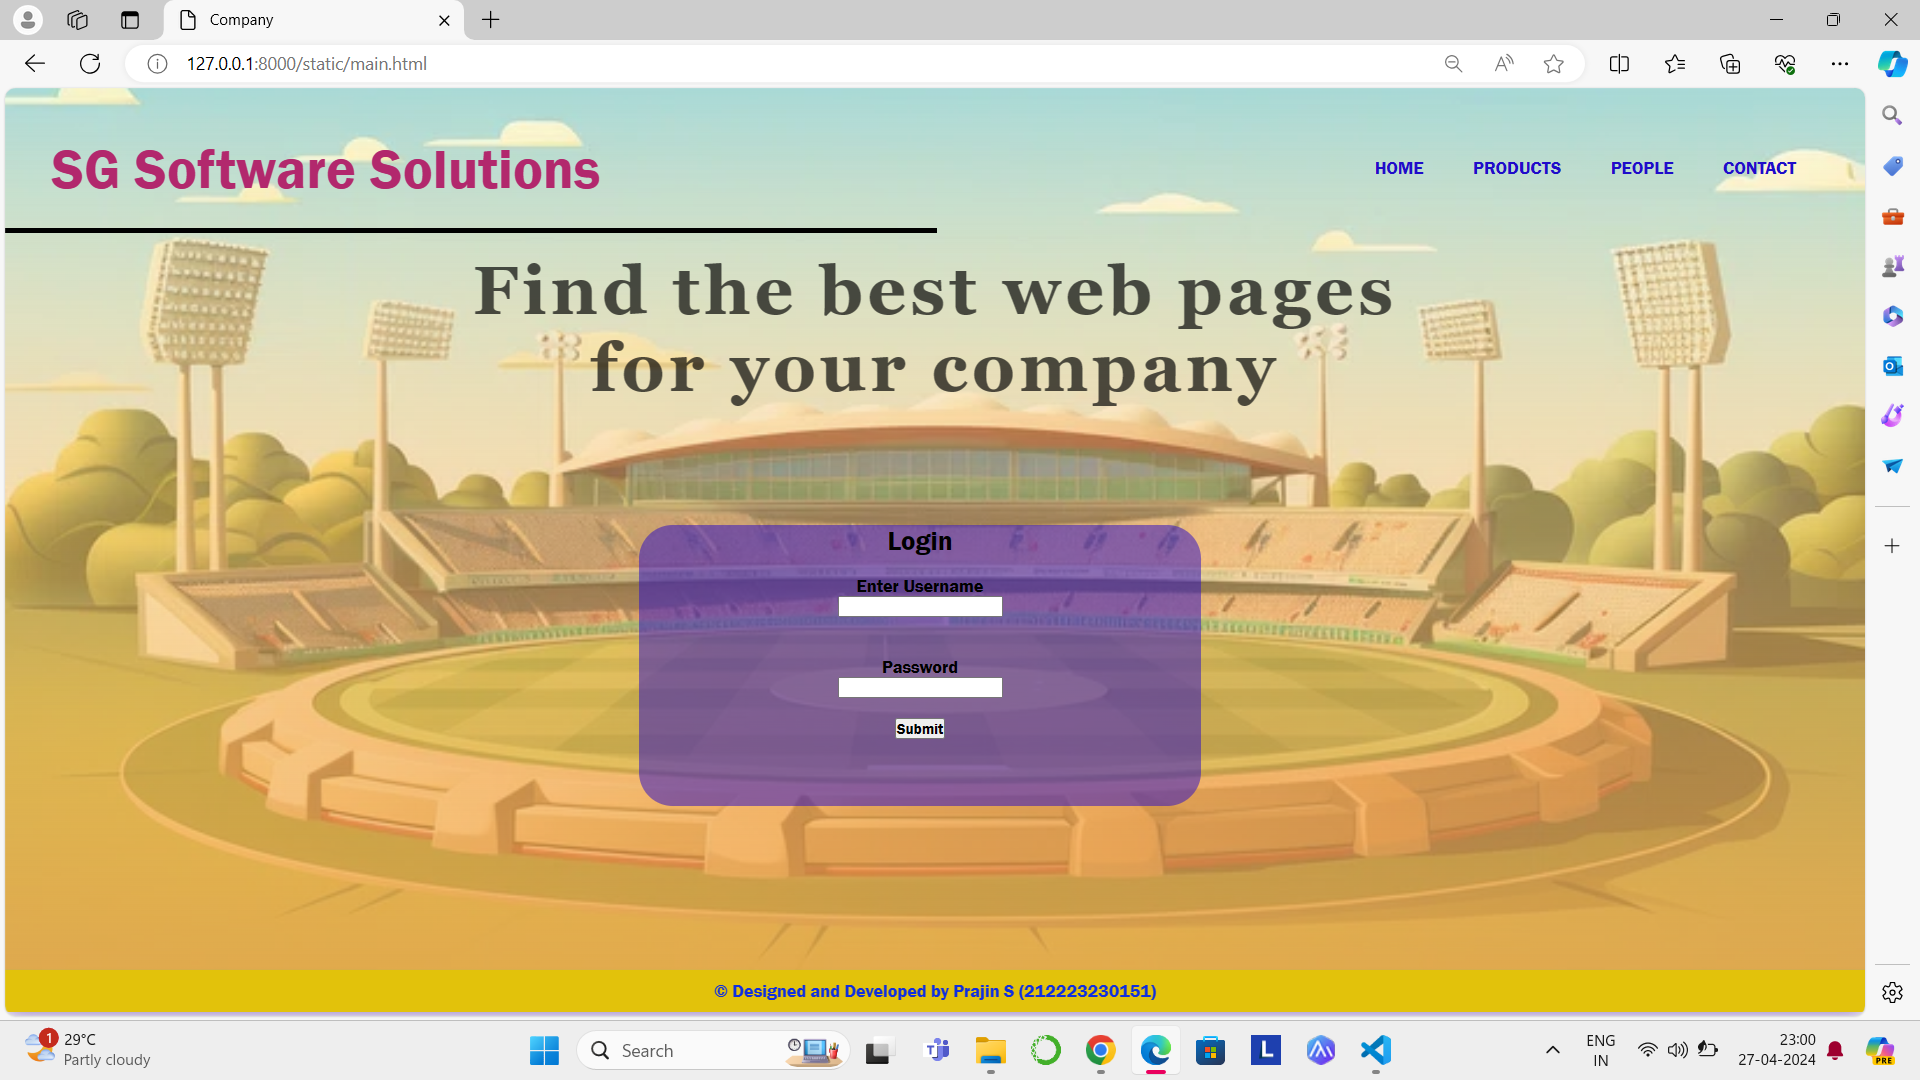 Company
127.0.0.1:8000/static/main.html
SG Software Solutions
HOME PRODUCTS PEOPLE CONTACT
Find the best web pages
for your company
Login
Enter Username
Password
Submit
© Designed and Developed by Prajin S (212223230151)
1
29°C
Partly cloudy
Search
T
L
PRE
ENG
IN
23:00
27-04-2024